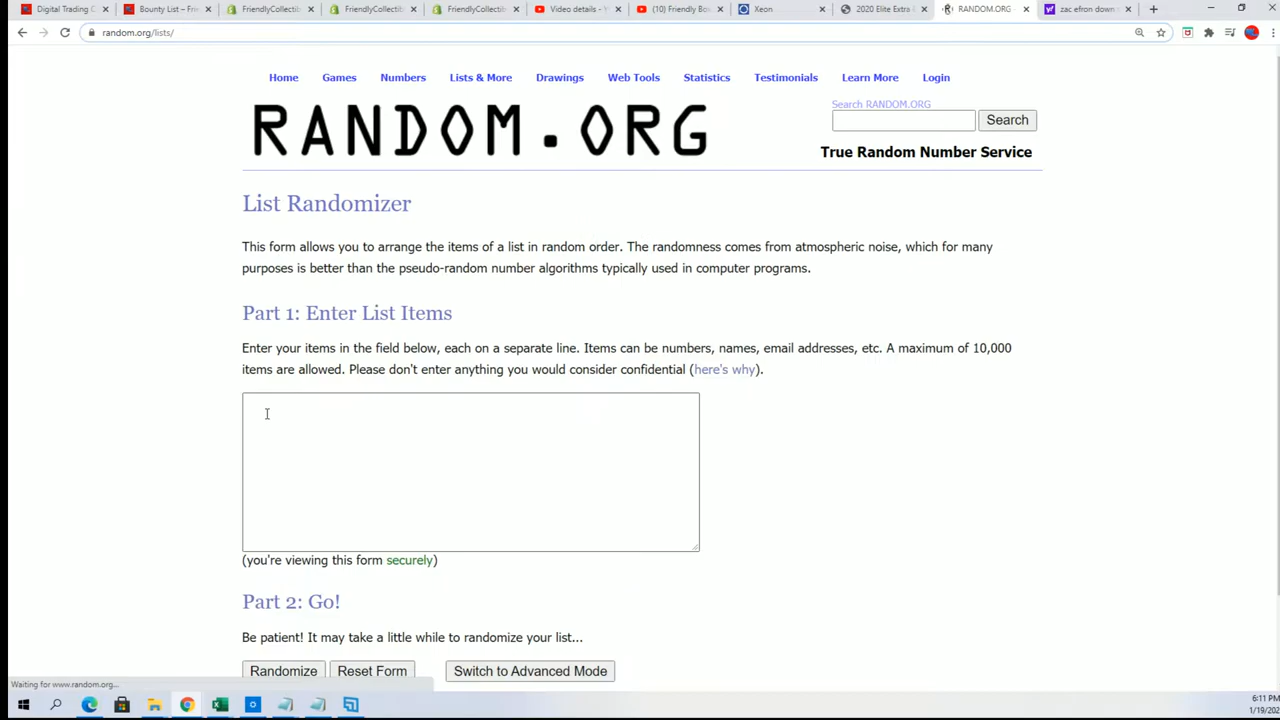 Digital Trading C
Bounty List – Frie
FriendlyCollectib
FriendlyCollectib
FriendlyCollectib
Video details - Y
(10) Friendly Bo
Xeon
2020 Elite Extra
RANDOM.ORG
zac efron down s
random.org/lists/
Home Games Numbers Lists & More Drawings Web Tools Statistics Testimonials Learn More Login
RANDOM.ORG
Search RANDOM.ORG
Search
True Random Number Service
List Randomizer
This form allows you to arrange the items of a list in random order. The randomness comes from atmospheric noise, which for many
purposes is better than the pseudo-random number algorithms typically used in computer programs.
Part 1: Enter List Items
Enter your items in the field below, each on a separate line. Items can be numbers, names, email addresses, etc. A maximum of 10,000
items are allowed. Please don't enter anything you would consider confidential (here's why).
(you're viewing this form securely)
Part 2: Go!
Be patient! It may take a little while to randomize your list...
Randomize Reset Form Switch to Advanced Mode
Waiting for www.random.org...
6:11 PM
1/19/202